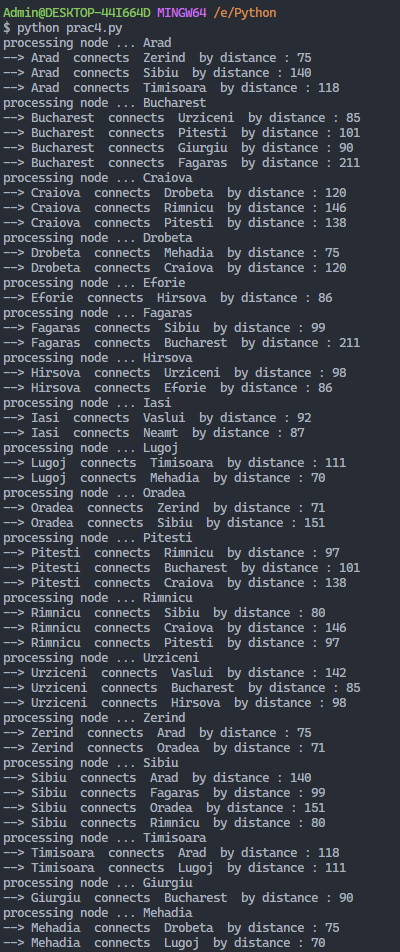 Admin@DESKTOP-44I664D MINGW64 /e/Python
$ python prac4.py
processing node ... Arad
--> Arad  connects  Zerind  by distance : 75
--> Arad  connects  Sibiu  by distance : 140
--> Arad  connects  Timisoara  by distance : 118
processing node ... Bucharest
--> Bucharest  connects  Urziceni  by distance : 85
--> Bucharest  connects  Pitesti  by distance : 101
--> Bucharest  connects  Giurgiu  by distance : 90
--> Bucharest  connects  Fagaras  by distance : 211
processing node ... Craiova
--> Craiova  connects  Drobeta  by distance : 120
--> Craiova  connects  Rimnicu  by distance : 146
--> Craiova  connects  Pitesti  by distance : 138
processing node ... Drobeta
--> Drobeta  connects  Mehadia  by distance : 75
--> Drobeta  connects  Craiova  by distance : 120
processing node ... Eforie
--> Eforie  connects  Hirsova  by distance : 86
processing node ... Fagaras
--> Fagaras  connects  Sibiu  by distance : 99
--> Fagaras  connects  Bucharest  by distance : 211
processing node ... Hirsova
--> Hirsova  connects  Urziceni  by distance : 98
--> Hirsova  connects  Eforie  by distance : 86
processing node ... Iasi
--> Iasi  connects  Vaslui  by distance : 92
--> Iasi  connects  Neamt  by distance : 87
processing node ... Lugoj
--> Lugoj  connects  Timisoara  by distance : 111
--> Lugoj  connects  Mehadia  by distance : 70
processing node ... Oradea
--> Oradea  connects  Zerind  by distance : 71
--> Oradea  connects  Sibiu  by distance : 151
processing node ... Pitesti
--> Pitesti  connects  Rimnicu  by distance : 97
--> Pitesti  connects  Bucharest  by distance : 101
--> Pitesti  connects  Craiova  by distance : 138
processing node ... Rimnicu
--> Rimnicu  connects  Sibiu  by distance : 80
--> Rimnicu  connects  Craiova  by distance : 146
--> Rimnicu  connects  Pitesti  by distance : 97
processing node ... Urziceni
--> Urziceni  connects  Vaslui  by distance : 142
--> Urziceni  connects  Bucharest  by distance : 85
--> Urziceni  connects  Hirsova  by distance : 98
processing node ... Zerind
--> Zerind  connects  Arad  by distance : 75
--> Zerind  connects  Oradea  by distance : 71
processing node ... Sibiu
--> Sibiu  connects  Arad  by distance : 140
--> Sibiu  connects  Fagaras  by distance : 99
--> Sibiu  connects  Oradea  by distance : 151
--> Sibiu  connects  Rimnicu  by distance : 80
processing node ... Timisoara
--> Timisoara  connects  Arad  by distance : 118
--> Timisoara  connects  Lugoj  by distance : 111
processing node ... Giurgiu
--> Giurgiu  connects  Bucharest  by distance : 90
processing node ... Mehadia
--> Mehadia  connects  Drobeta  by distance : 75
--> Mehadia  connects  Lugoj  by distance : 70